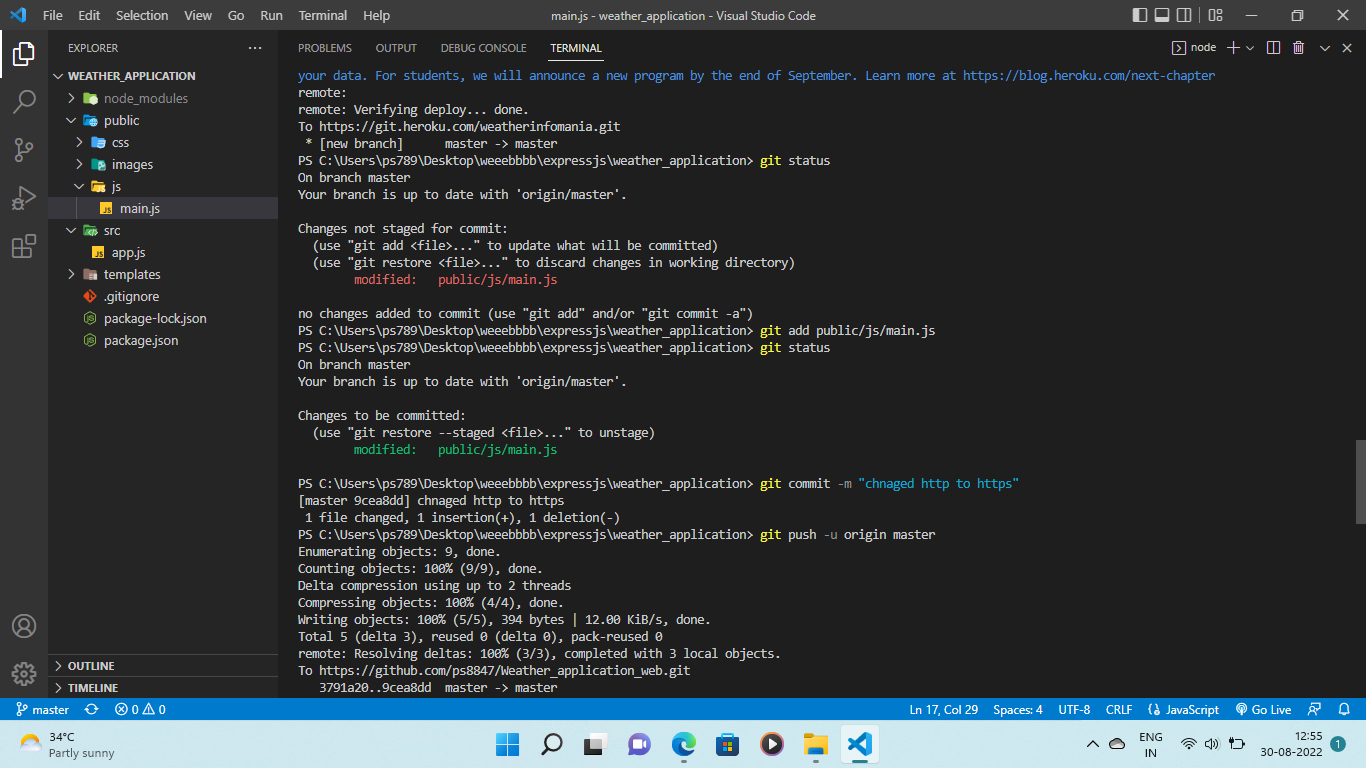 File Edit Selection View Go Run Terminal Help
main.js - weather_application - Visual Studio Code
EXPLORER
WEATHER_APPLICATION
node_modules
public
css
images
js
JS main.js
src
JS app.js
templates
.gitignore
package-lock.json
package.json
OUTLINE
TIMELINE
PROBLEMS OUTPUT DEBUG CONSOLE TERMINAL
node
your data. For students, we will announce a new program by the end of September. Learn more at https://blog.heroku.com/next-chapter
remote:
remote: Verifying deploy... done.
To https://git.heroku.com/weatherinfomania.git
 * [new branch]      master -> master
PS C:\Users\ps789\Desktop\weeebbbb\expressjs\weather_application> git status
On branch master
Your branch is up to date with 'origin/master'.
Changes not staged for commit:
  (use "git add <file>..." to update what will be committed)
  (use "git restore <file>..." to discard changes in working directory)
        modified:   public/js/main.js
no changes added to commit (use "git add" and/or "git commit -a")
PS C:\Users\ps789\Desktop\weeebbbb\expressjs\weather_application> git add public/js/main.js
PS C:\Users\ps789\Desktop\weeebbbb\expressjs\weather_application> git status
On branch master
Your branch is up to date with 'origin/master'.
Changes to be committed:
  (use "git restore --staged <file>..." to unstage)
        modified:   public/js/main.js
PS C:\Users\ps789\Desktop\weeebbbb\expressjs\weather_application> git commit -m "chnaged http to https"
[master 9cea8dd] chnaged http to https
 1 file changed, 1 insertion(+), 1 deletion(-)
PS C:\Users\ps789\Desktop\weeebbbb\expressjs\weather_application> git push -u origin master
Enumerating objects: 9, done.
Counting objects: 100% (9/9), done.
Delta compression using up to 2 threads
Compressing objects: 100% (4/4), done.
Writing objects: 100% (5/5), 394 bytes | 12.00 KiB/s, done.
Total 5 (delta 3), reused 0 (delta 0), pack-reused 0
remote: Resolving deltas: 100% (3/3), completed with 3 local objects.
To https://github.com/ps8847/Weather_application_web.git
   3791a20..9cea8dd  master -> master
master 0 0
Ln 17, Col 29 Spaces: 4 UTF-8 CRLF JavaScript Go Live
34°C
Partly sunny
ENG
IN
12:55
30-08-2022
1